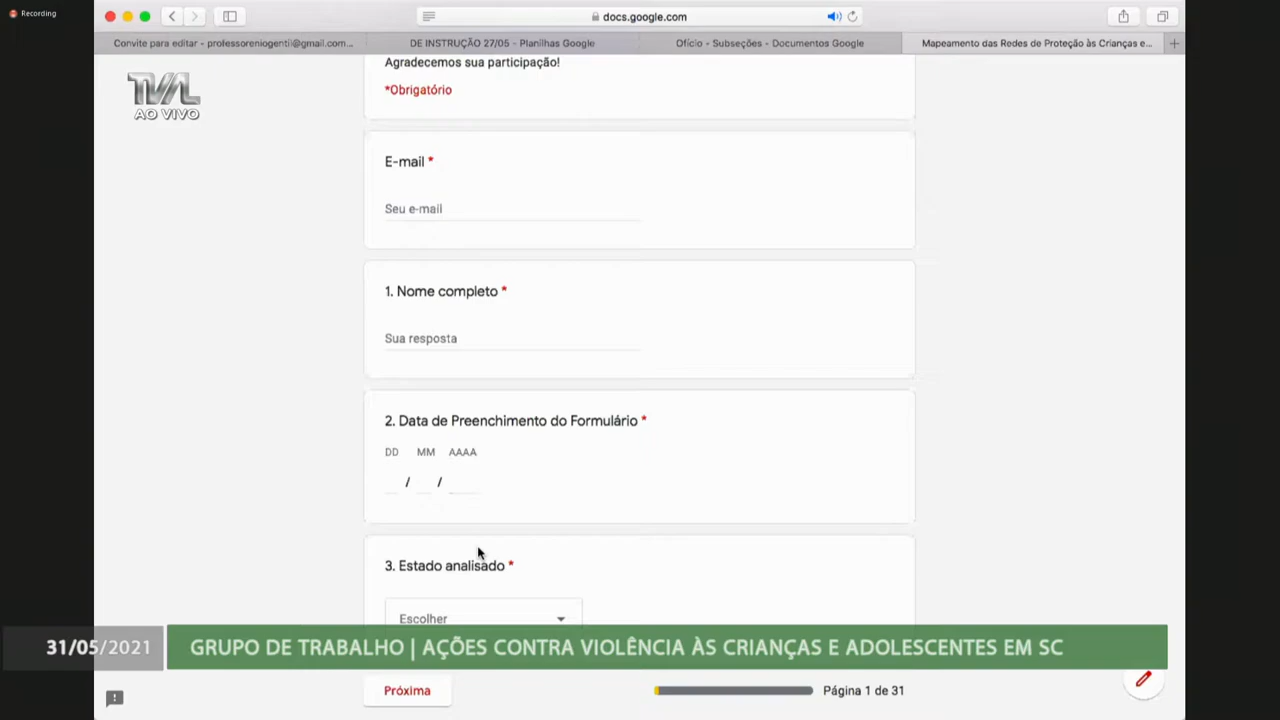 Recording
docs.google.com
Convite para editar - professoreniogentil@gmail.com...
DE INSTRUÇÃO 27/05 - Planilhas Google
Ofício - Subseções - Documentos Google
Mapeamento das Redes de Proteção às Crianças e...
TVAL
AO VIVO
Agradecemos sua participação!
*Obrigatório
E-mail *
Seu e-mail
1. Nome completo *
Sua resposta
2. Data de Preenchimento do Formulário *
DD MM AAAA
/ /
3. Estado analisado *
Escolher
31/05/2021
GRUPO DE TRABALHO | AÇÕES CONTRA VIOLÊNCIA ÀS CRIANÇAS E ADOLESCENTES EM SC
Próxima
Página 1 de 31